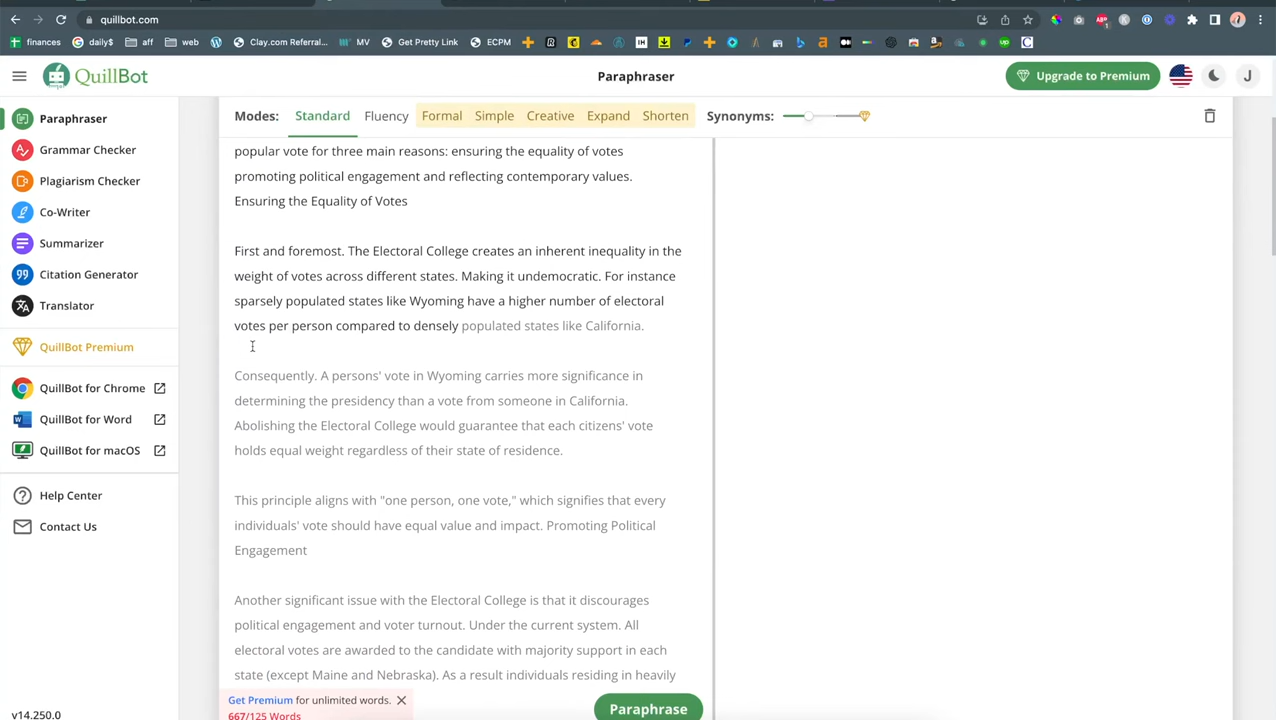 quillbot.com
finances
daily$
aff
web
Clay.com Referral...
MV
Get Pretty Link
ECPM
QuillBot
Paraphraser
Upgrade to Premium
J
Paraphraser
Grammar Checker
Plagiarism Checker
Co-Writer
Summarizer
Citation Generator
Translator
QuillBot Premium
QuillBot for Chrome
QuillBot for Word
QuillBot for macOS
Help Center
Contact Us
v14.250.0
Modes: Standard Fluency Formal Simple Creative Expand Shorten Synonyms:
popular vote for three main reasons: ensuring the equality of votes
promoting political engagement and reflecting contemporary values.
Ensuring the Equality of Votes
First and foremost. The Electoral College creates an inherent inequality in the
weight of votes across different states. Making it undemocratic. For instance
sparsely populated states like Wyoming have a higher number of electoral
votes per person compared to densely populated states like California.
Consequently. A persons' vote in Wyoming carries more significance in
determining the presidency than a vote from someone in California.
Abolishing the Electoral College would guarantee that each citizens' vote
holds equal weight regardless of their state of residence.
This principle aligns with "one person, one vote," which signifies that every
individuals' vote should have equal value and impact. Promoting Political
Engagement
Another significant issue with the Electoral College is that it discourages
political engagement and voter turnout. Under the current system. All
electoral votes are awarded to the candidate with majority support in each
state (except Maine and Nebraska). As a result individuals residing in heavily
Get Premium for unlimited words.
667/125 Words
Paraphrase